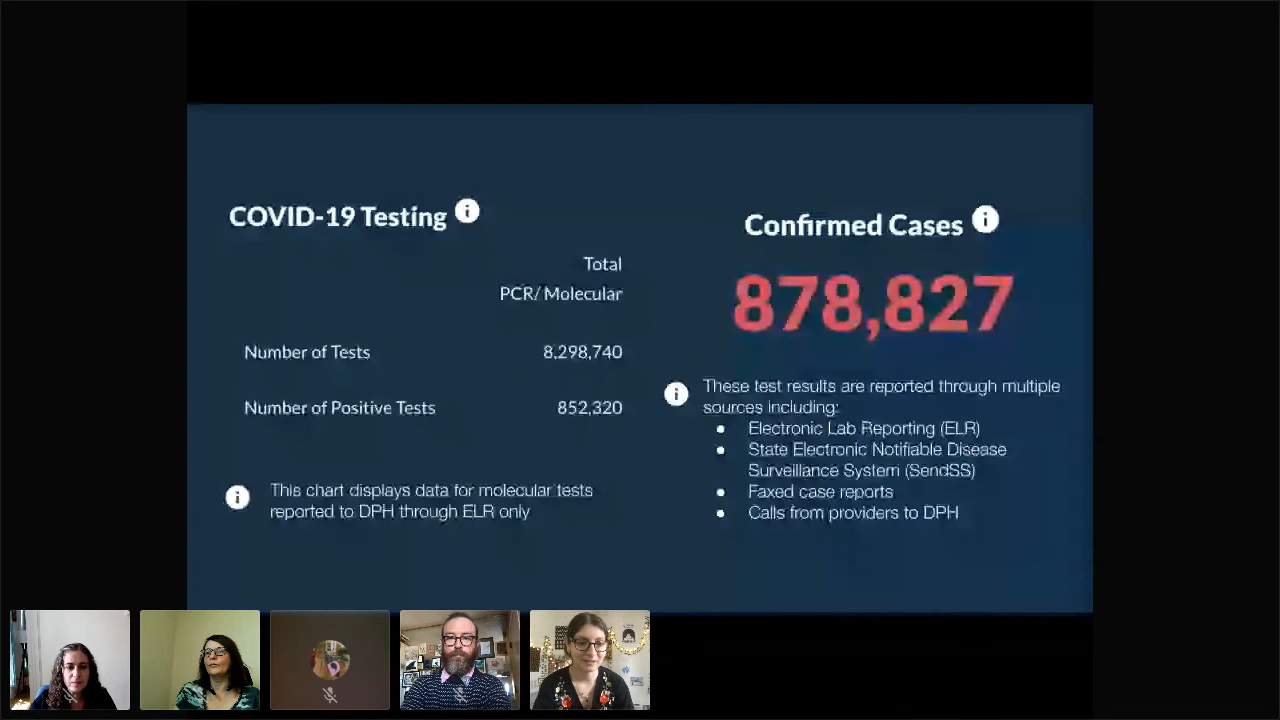 COVID-19 Testing
Total
PCR/ Molecular
Number of Tests 8,298,740
Number of Positive Tests 852,320
This chart displays data for molecular tests
reported to DPH through ELR only
Confirmed Cases
878,827
These test results are reported through multiple
sources including:
● Electronic Lab Reporting (ELR)
● State Electronic Notifiable Disease
Surveillance System (SendSS)
● Faxed case reports
● Calls from providers to DPH